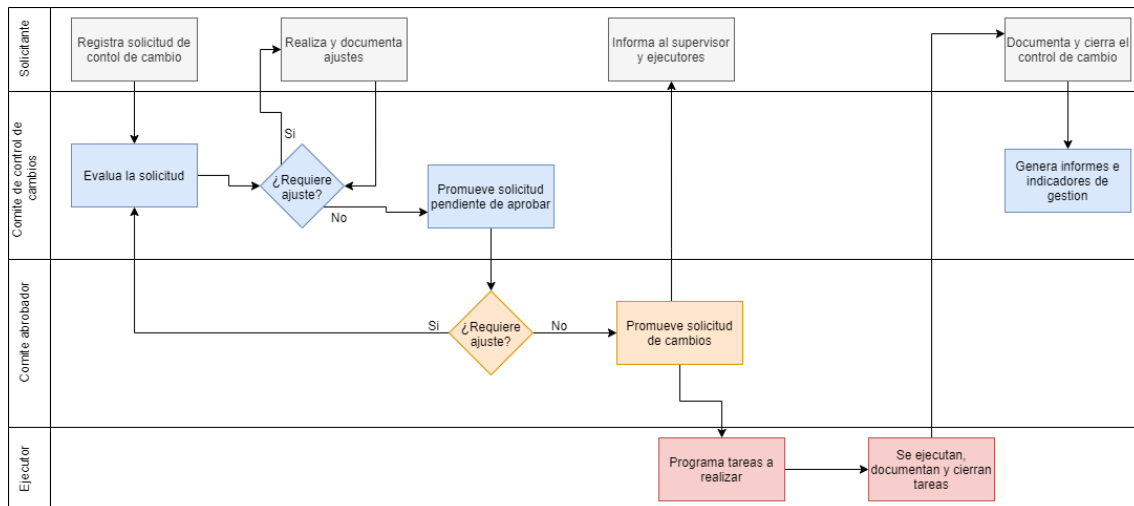 Solicitante
Registra solicitud de
contol de cambio
Realiza y documenta
ajustes
Informa al supervisor
y ejecutores
Documenta y cierra el
control de cambio
Comite de control de
cambios
Si
Evalua la solicitud
¿Requiere
ajuste?
No
Promueve solicitud
pendiente de aprobar
Genera informes e
indicadores de
gestion
Comite abrobador
Si
¿Requiere
ajuste?
No
Promueve solicitud
de cambios
Ejecutor
Programa tareas a
realizar
Se ejecutan,
documentan y cierran
tareas